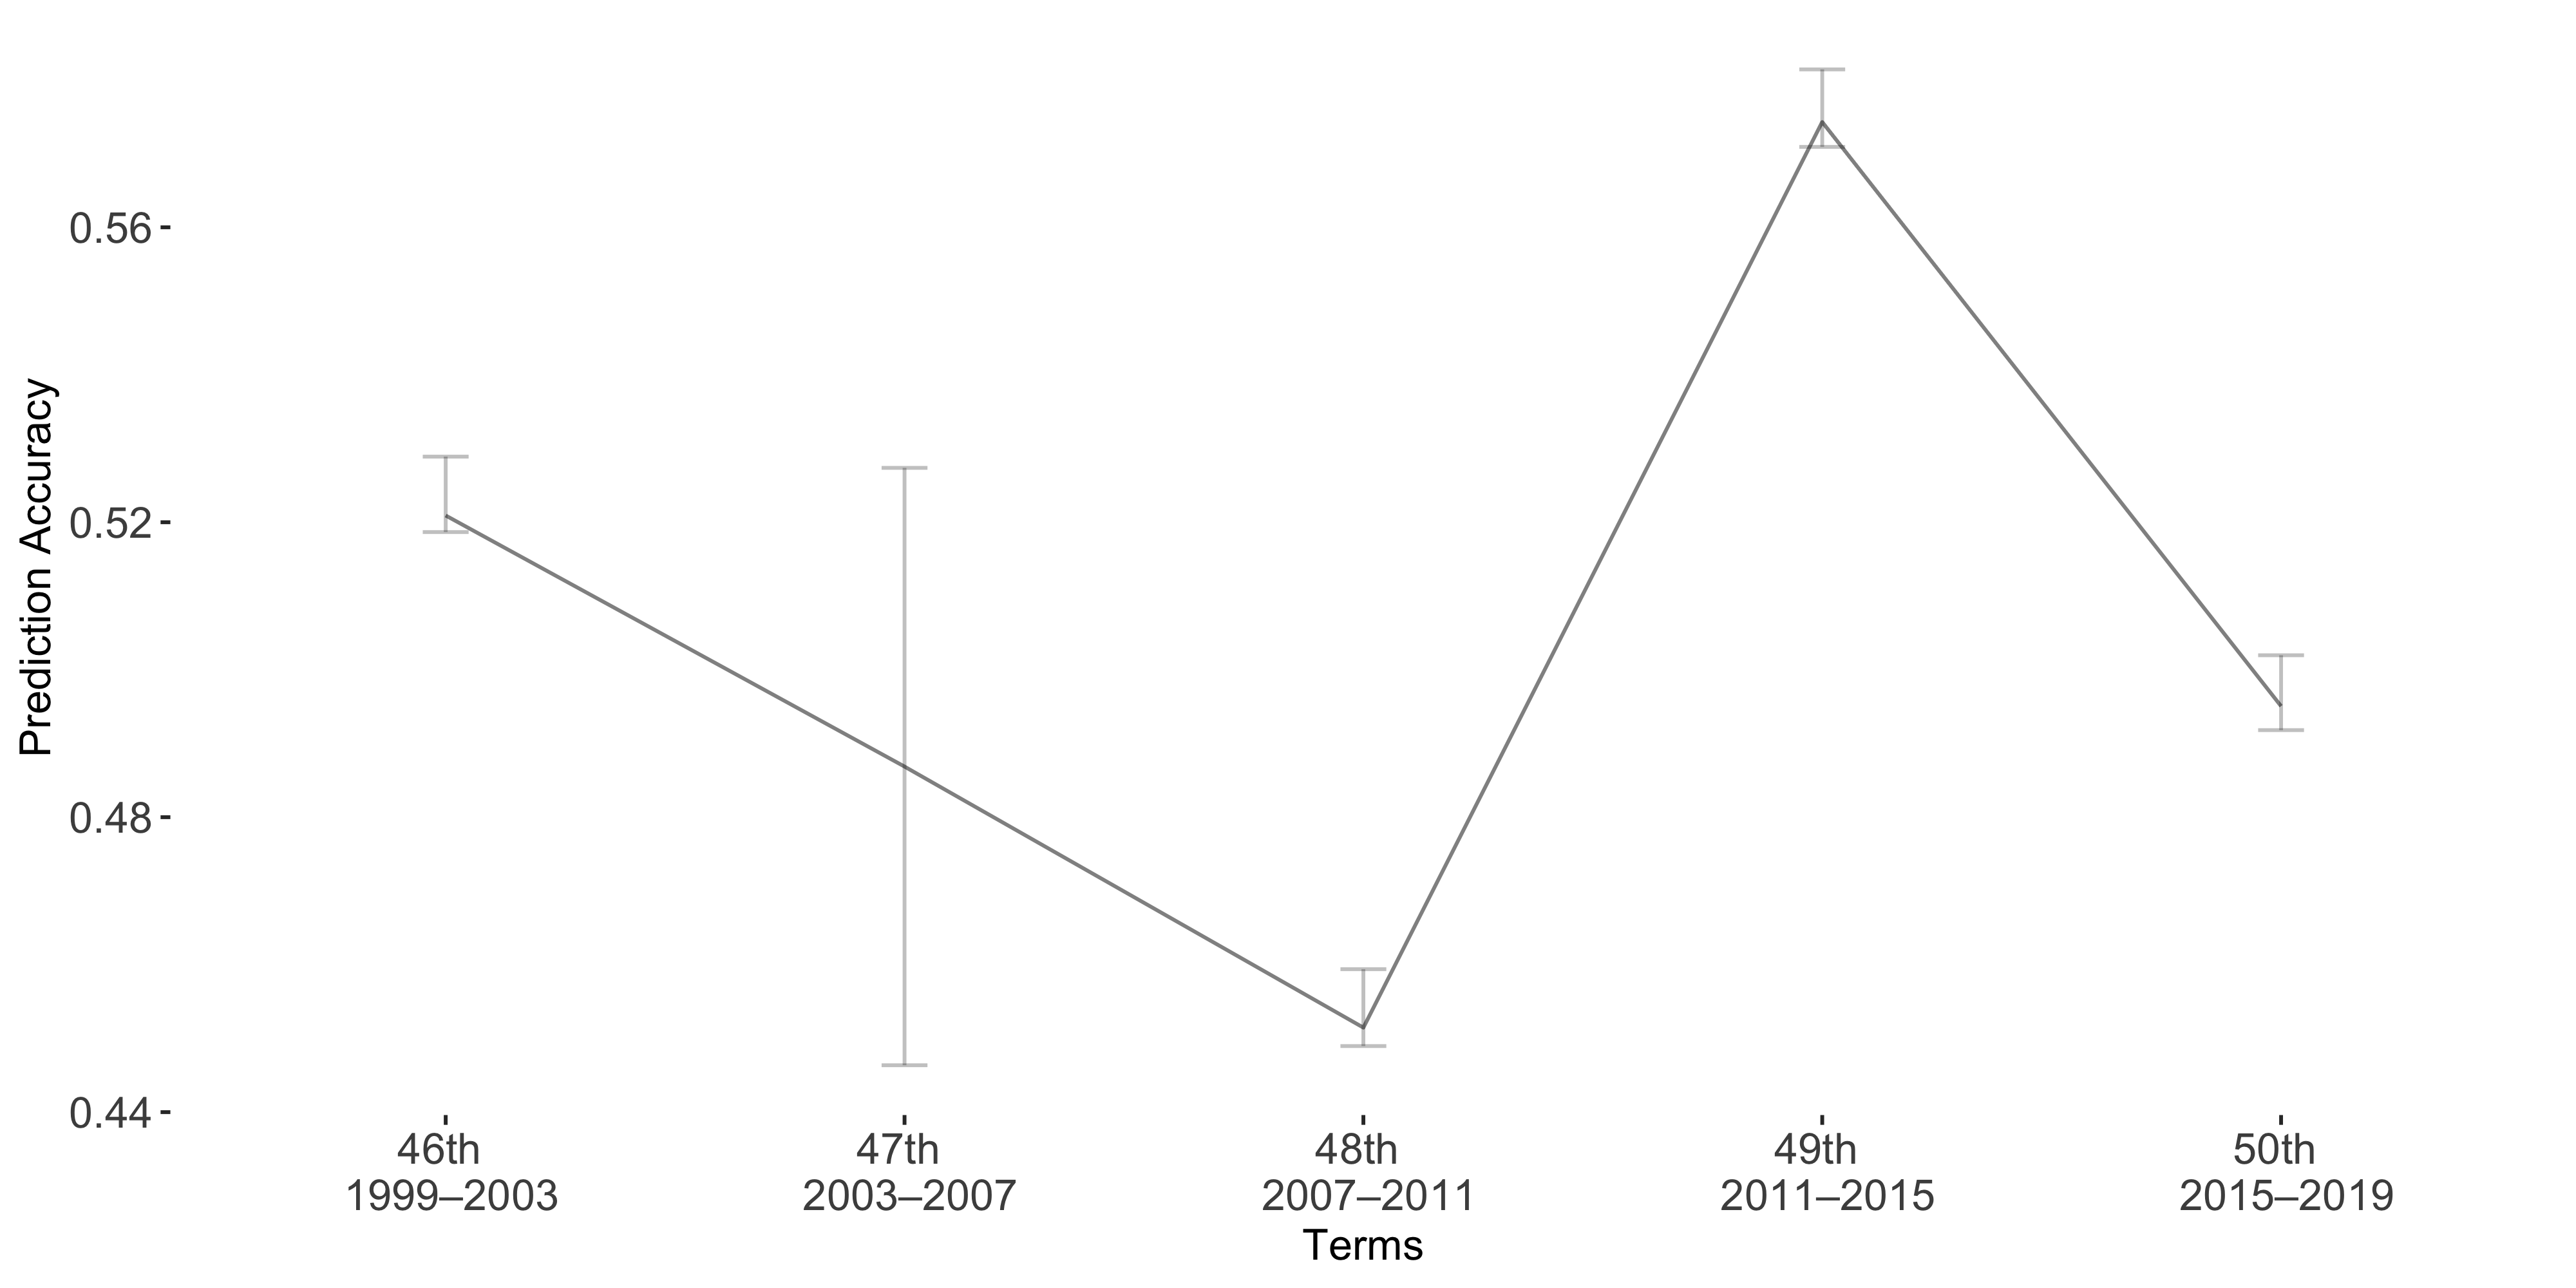 Prediction Accuracy
0.56
0.52
0.48
0.44
46th
1999–2003
47th
2003–2007
48th
2007–2011
49th
2011–2015
50th
2015–2019
Terms